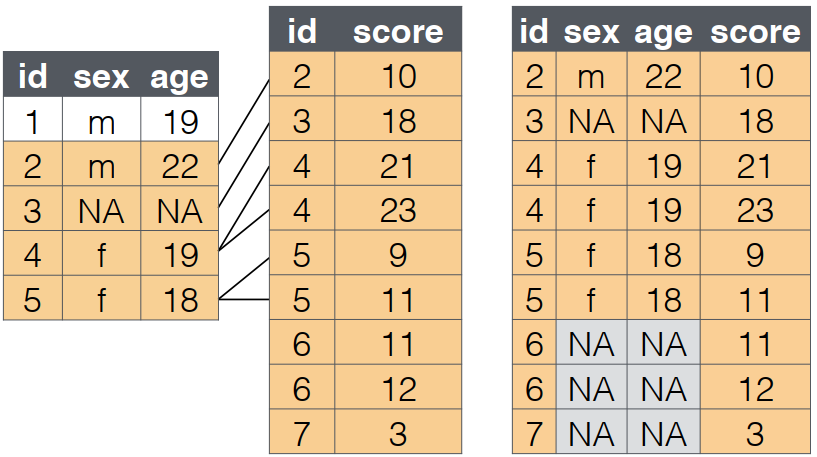 id sex age
1 m 19
2 m 22
3 NA NA
4 f 19
5 f 18
id score
2 10
3 18
4 21
4 23
5 9
5 11
6 11
6 12
7 3
id sex age score
2 m 22 10
3 NA NA 18
4 f 19 21
4 f 19 23
5 f 18 9
5 f 18 11
6 NA NA 11
6 NA NA 12
7 NA NA 3